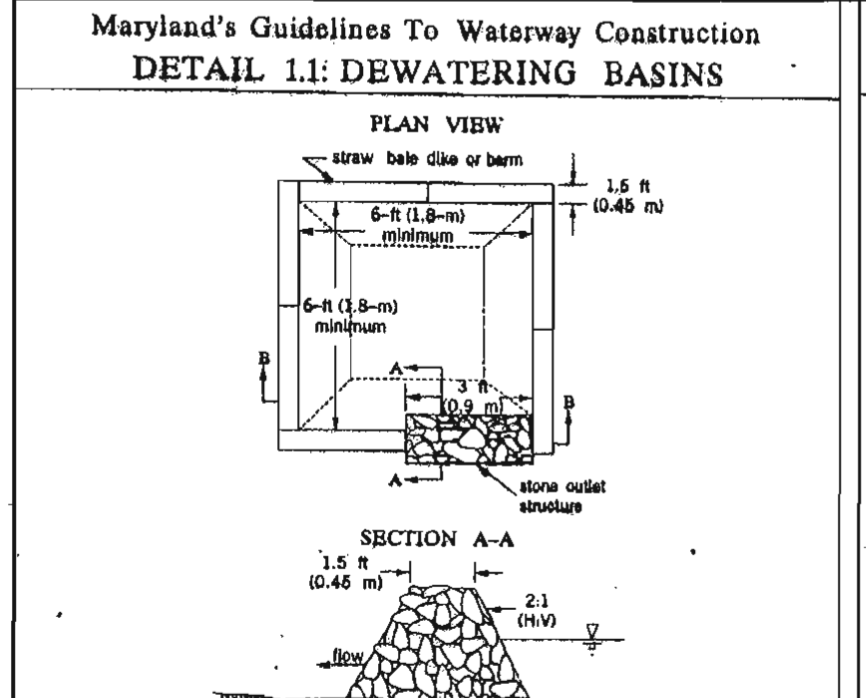 Maryland's Guidelines To Waterway Construction
DETAIL 1.1: DEWATERING BASINS
PLAN VIEW
straw bale dike or berm
1.5 ft
(0.45 m)
6-ft (1.8-m)
minimum
6-ft (1.8-m)
minimum
B
A
3 ft
(0.9 m)
B
A
stone outlet
structure
SECTION A-A
1.5 ft
(0.45 m)
2:1
(H:V)
flow